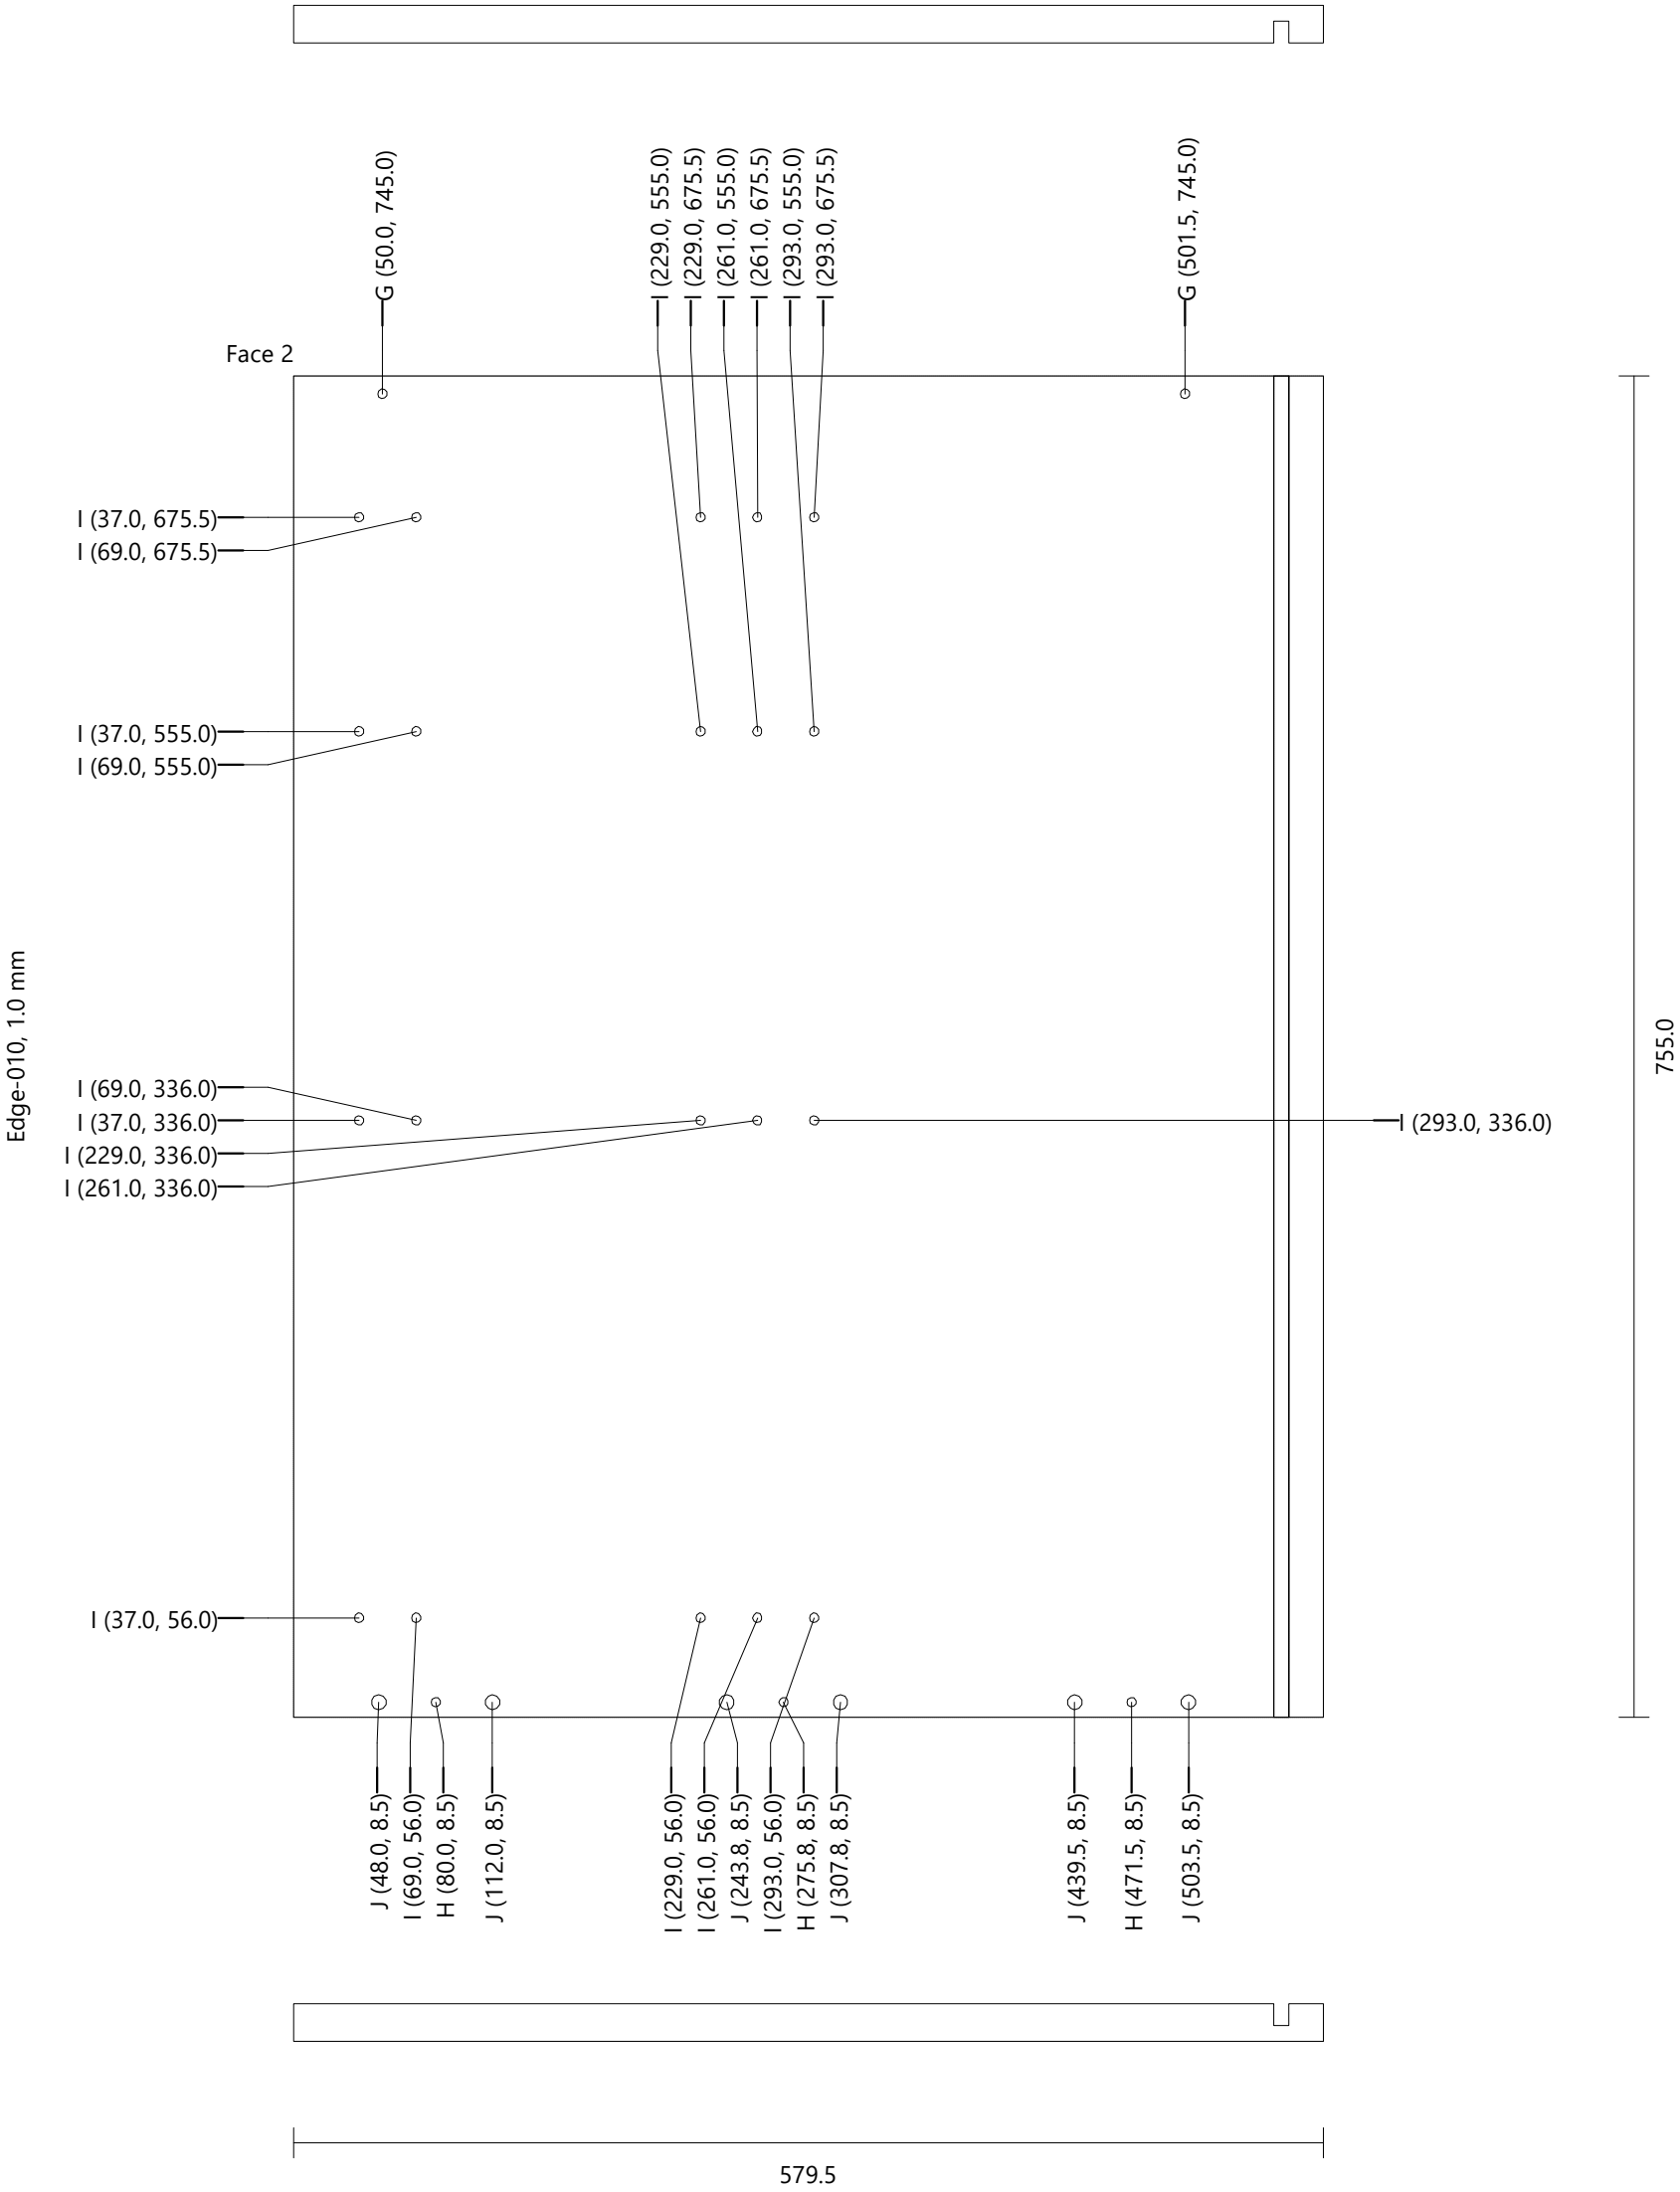 G (50.0, 745.0)
I (229.0, 555.0)
I (229.0, 675.5)
I (261.0, 555.0)
I (261.0, 675.5)
I (293.0, 555.0)
I (293.0, 675.5)
G (501.5, 745.0)
Face 2
I (37.0, 675.5)
I (69.0, 675.5)
I (37.0, 555.0)
I (69.0, 555.0)
Edge-010, 1.0 mm
I (69.0, 336.0)
I (37.0, 336.0)
I (229.0, 336.0)
I (261.0, 336.0)
I (293.0, 336.0)
755.0
I (37.0, 56.0)
J (48.0, 8.5)
I (69.0, 56.0)
H (80.0, 8.5)
J (112.0, 8.5)
I (229.0, 56.0)
I (261.0, 56.0)
J (243.8, 8.5)
I (293.0, 56.0)
H (275.8, 8.5)
J (307.8, 8.5)
J (439.5, 8.5)
H (471.5, 8.5)
J (503.5, 8.5)
579.5